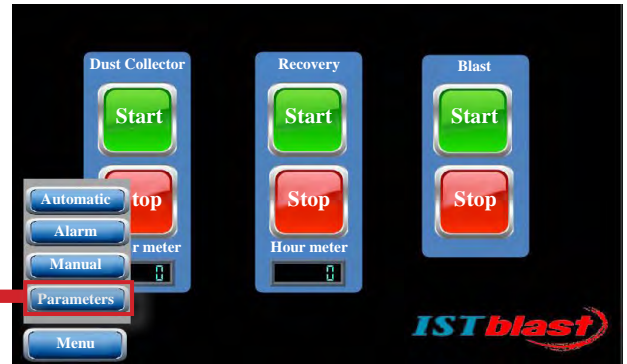 Dust Collector
Recovery
Blast
Start
Start
Start
Stop
Stop
Automatic
Alarm
Manual
Parameters
Menu
top
r meter
Hour meter
0
0
ISTblast